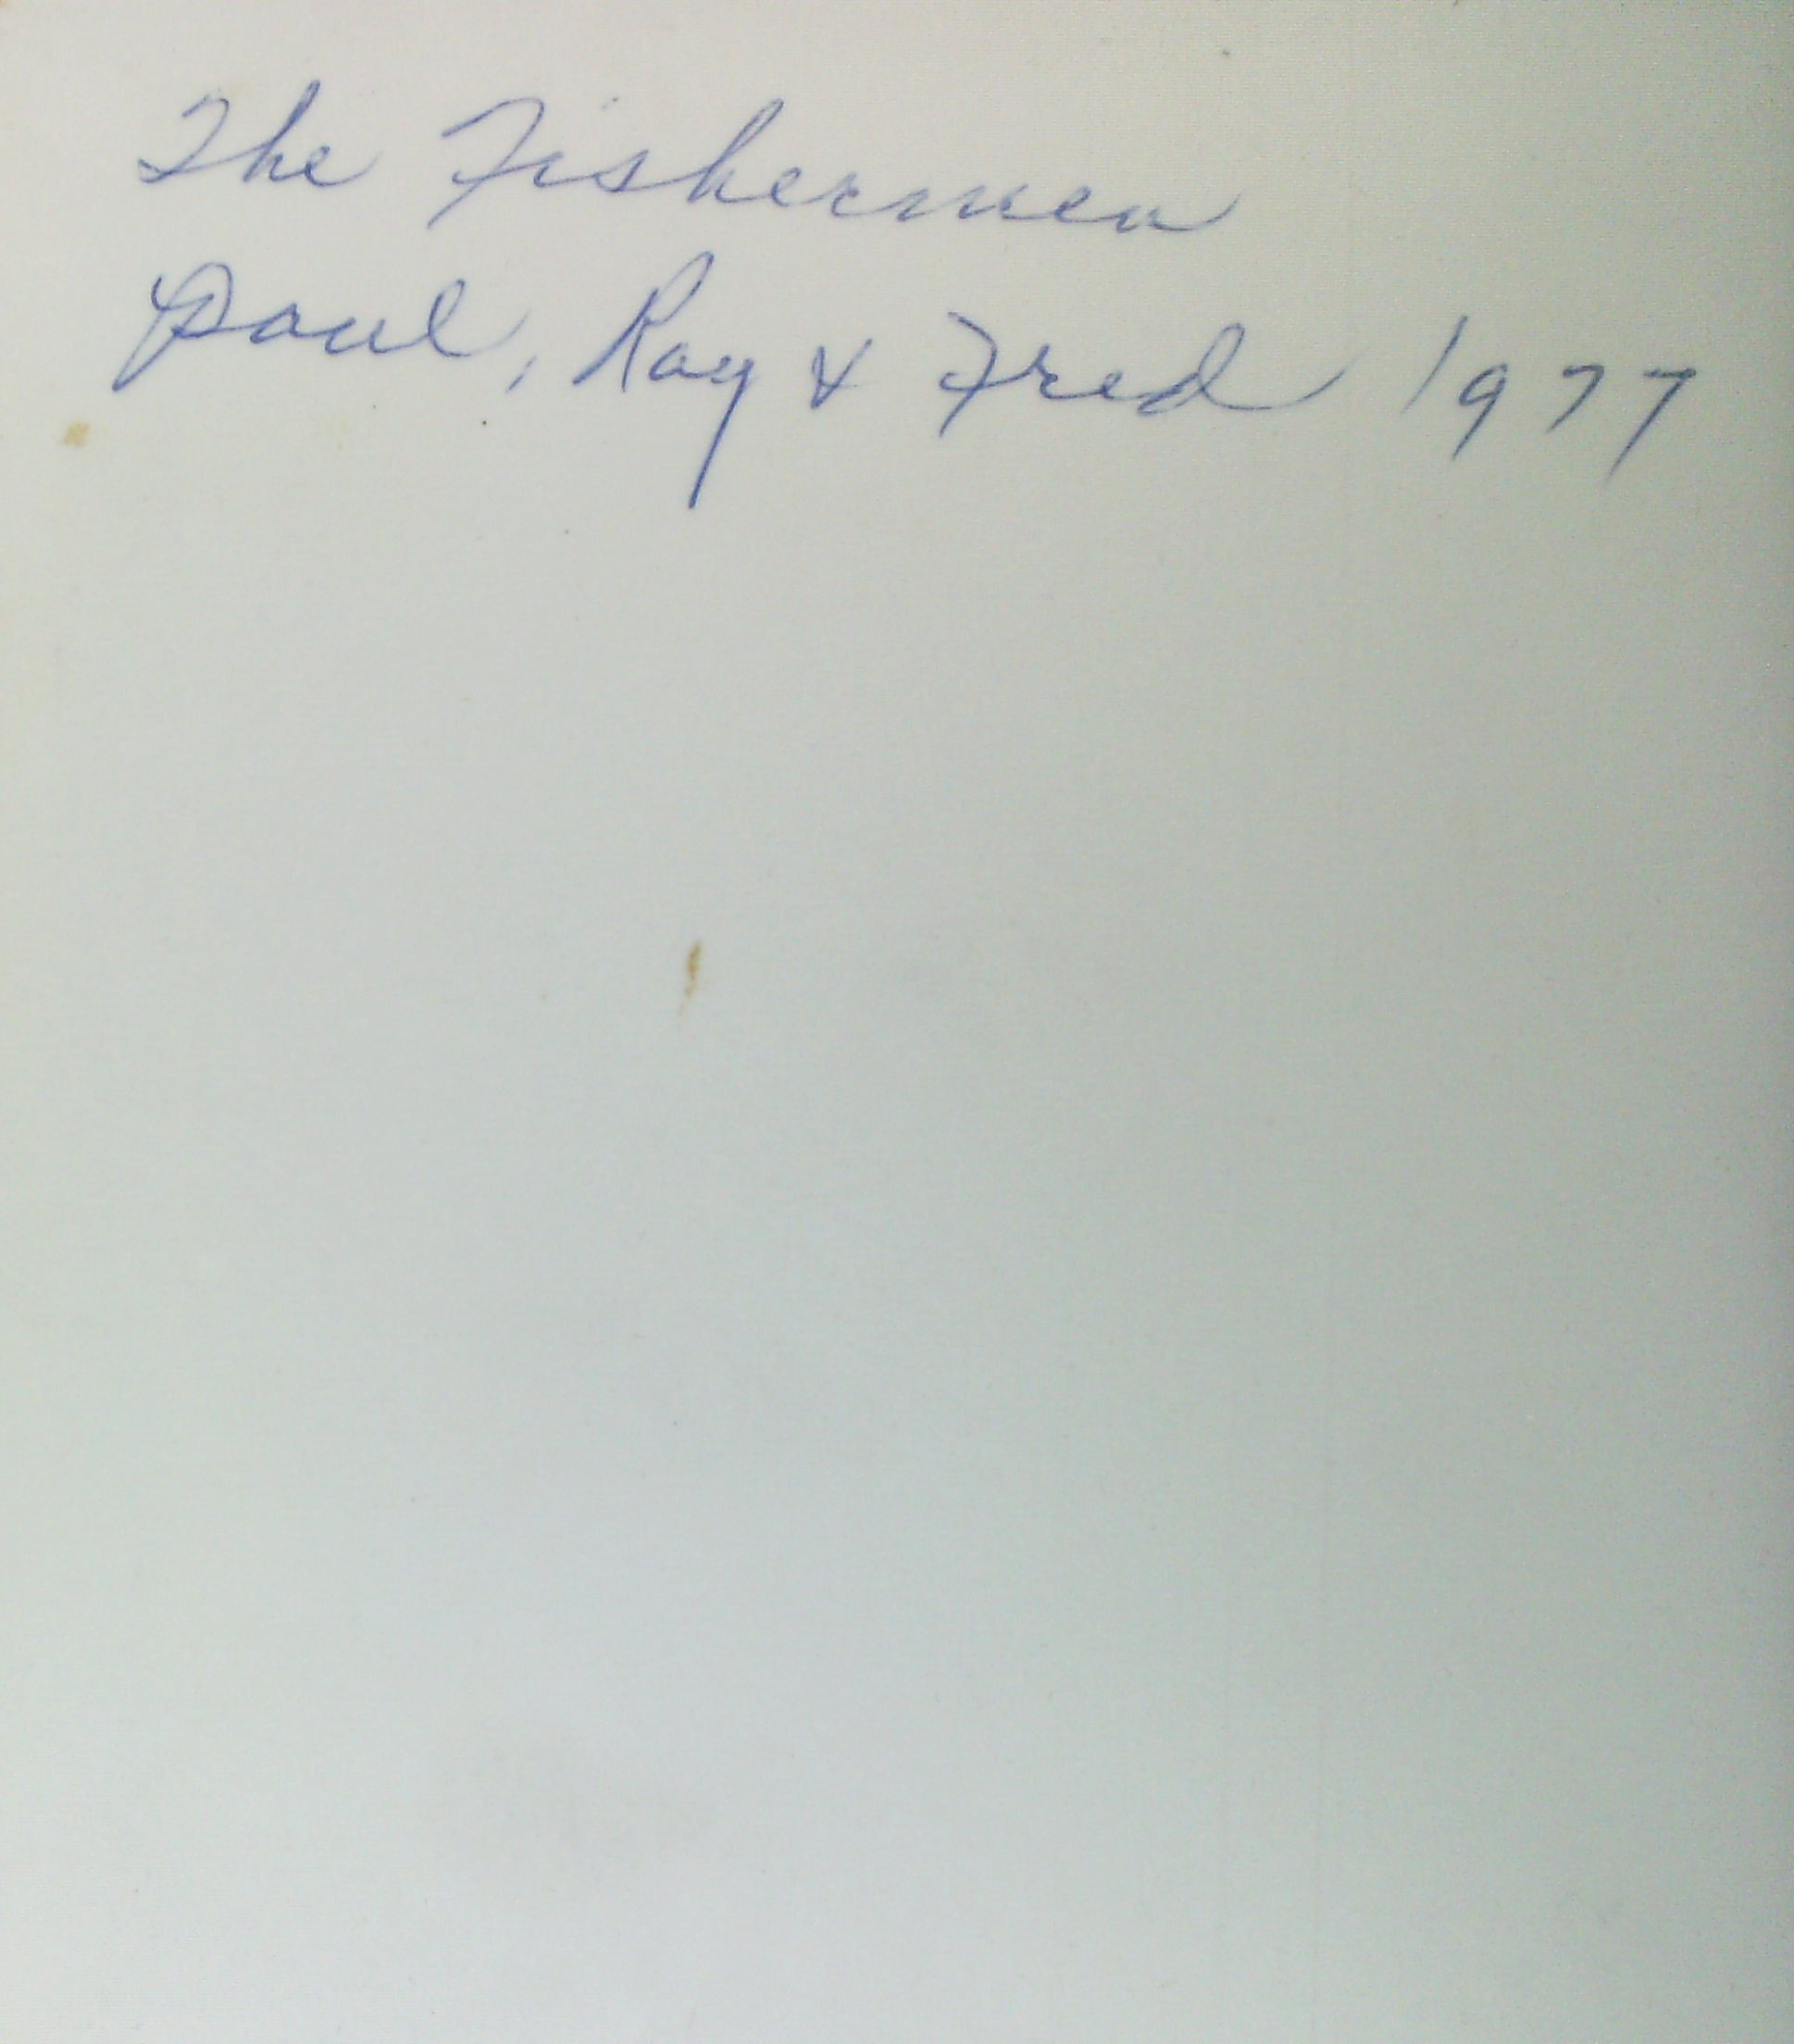 The Fishermen
Paul, Ray & Fred 1977